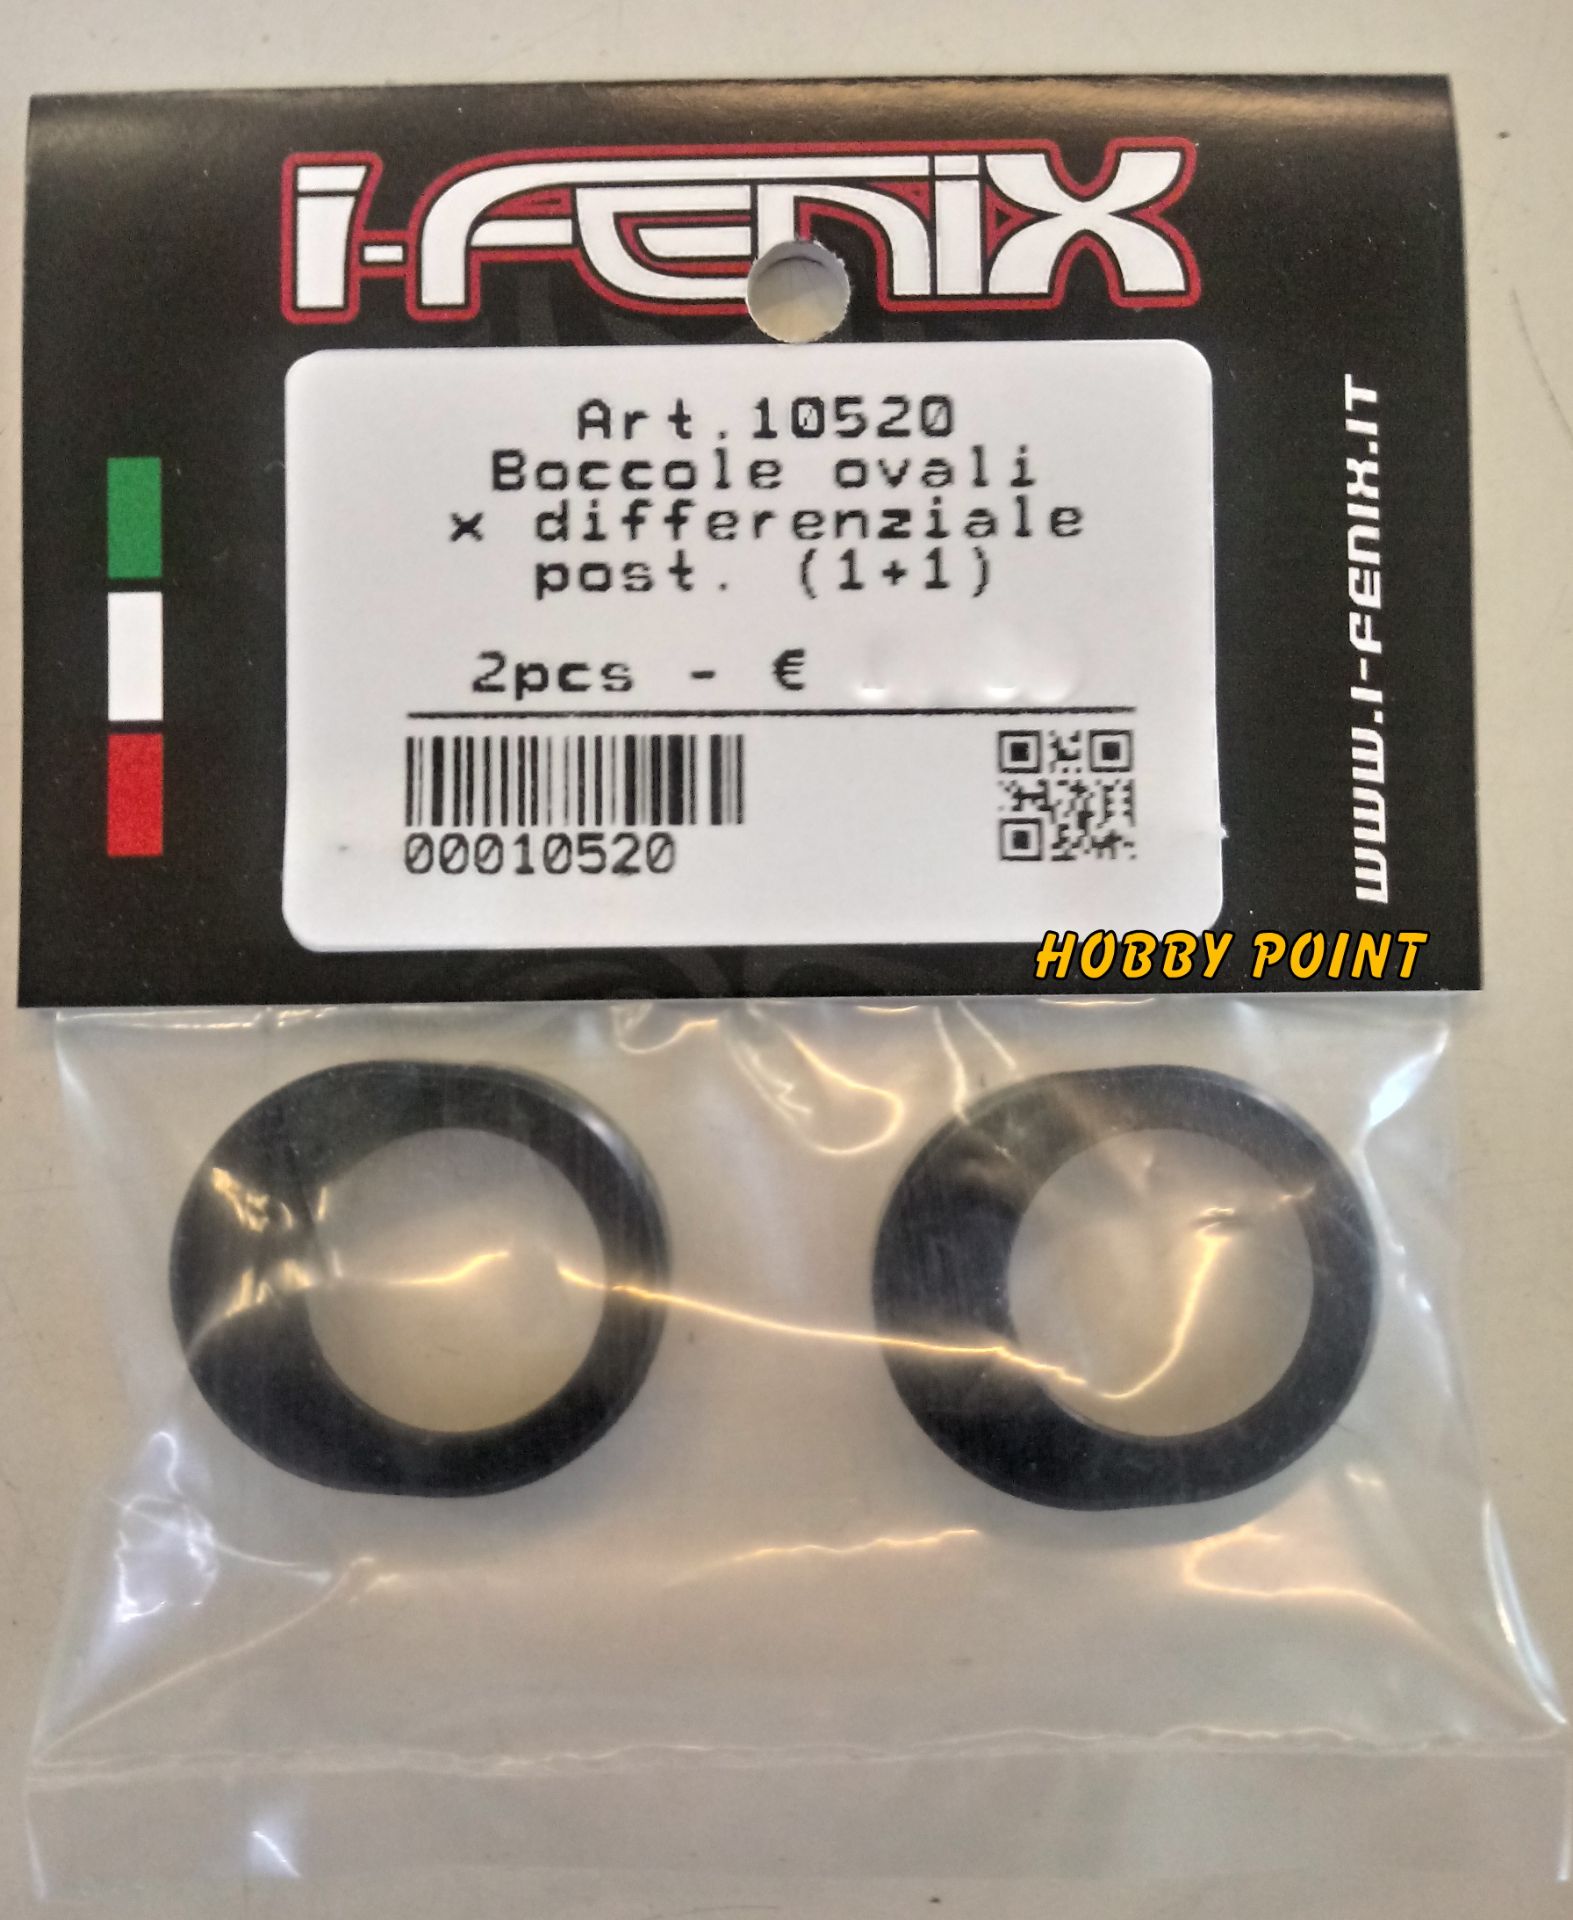 i-FENIX
Art.10520
Boccole ovali
x differenziale
post. (1+1)
2pcs - €
00010520
WWW.I-FENIX.IT
HOBBY POINT